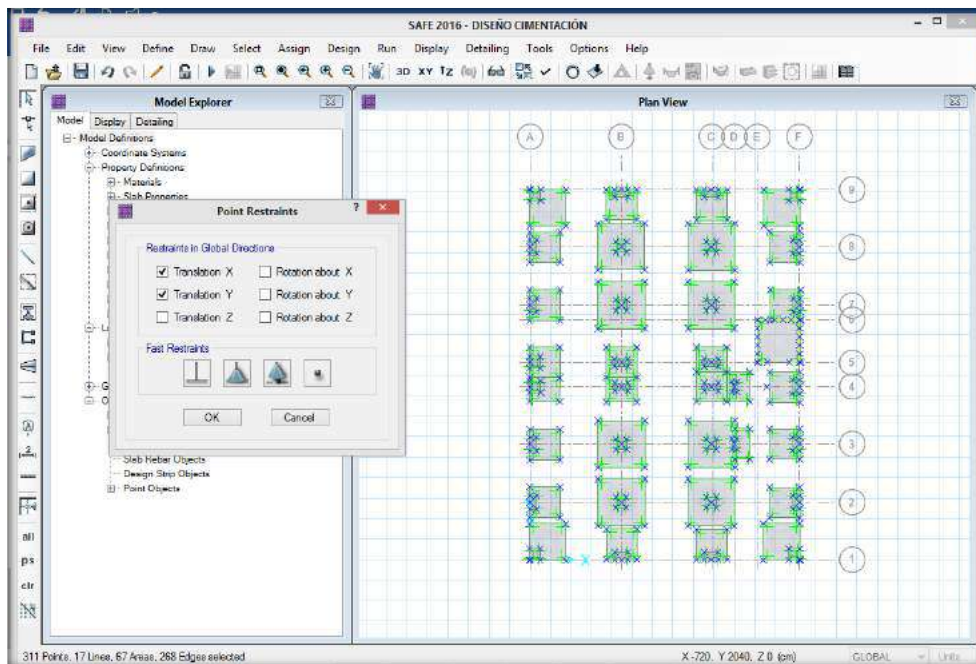 SAFE 2016 - DISEÑO CIMENTACIÓN
File Edit View Define Draw Select Assign Design Run Display Detailing Tools Options Help
3D XY
Model Explorer
Plan View
Model Display Detailing
Model Definitions
Coordinate Systems
Property Definitions
Materials
Slab Properties
Point Restraints
?
Restraints in Global Directions
Translation X Rotation about X
Translation Y Rotation about Y
Translation Z Rotation about Z
Fast Restraints
OK Cancel
Slab Rebar Objects
Design Strip Objects
Point Objects
A B C D E F
9
8
7
6
5
4
3
2
1
X
all
ps
clr
311 Points, 17 Lines, 67 Areas, 268 Edges selected
X -720, Y 2040, Z 0 (cm)
GLOBAL
Units...